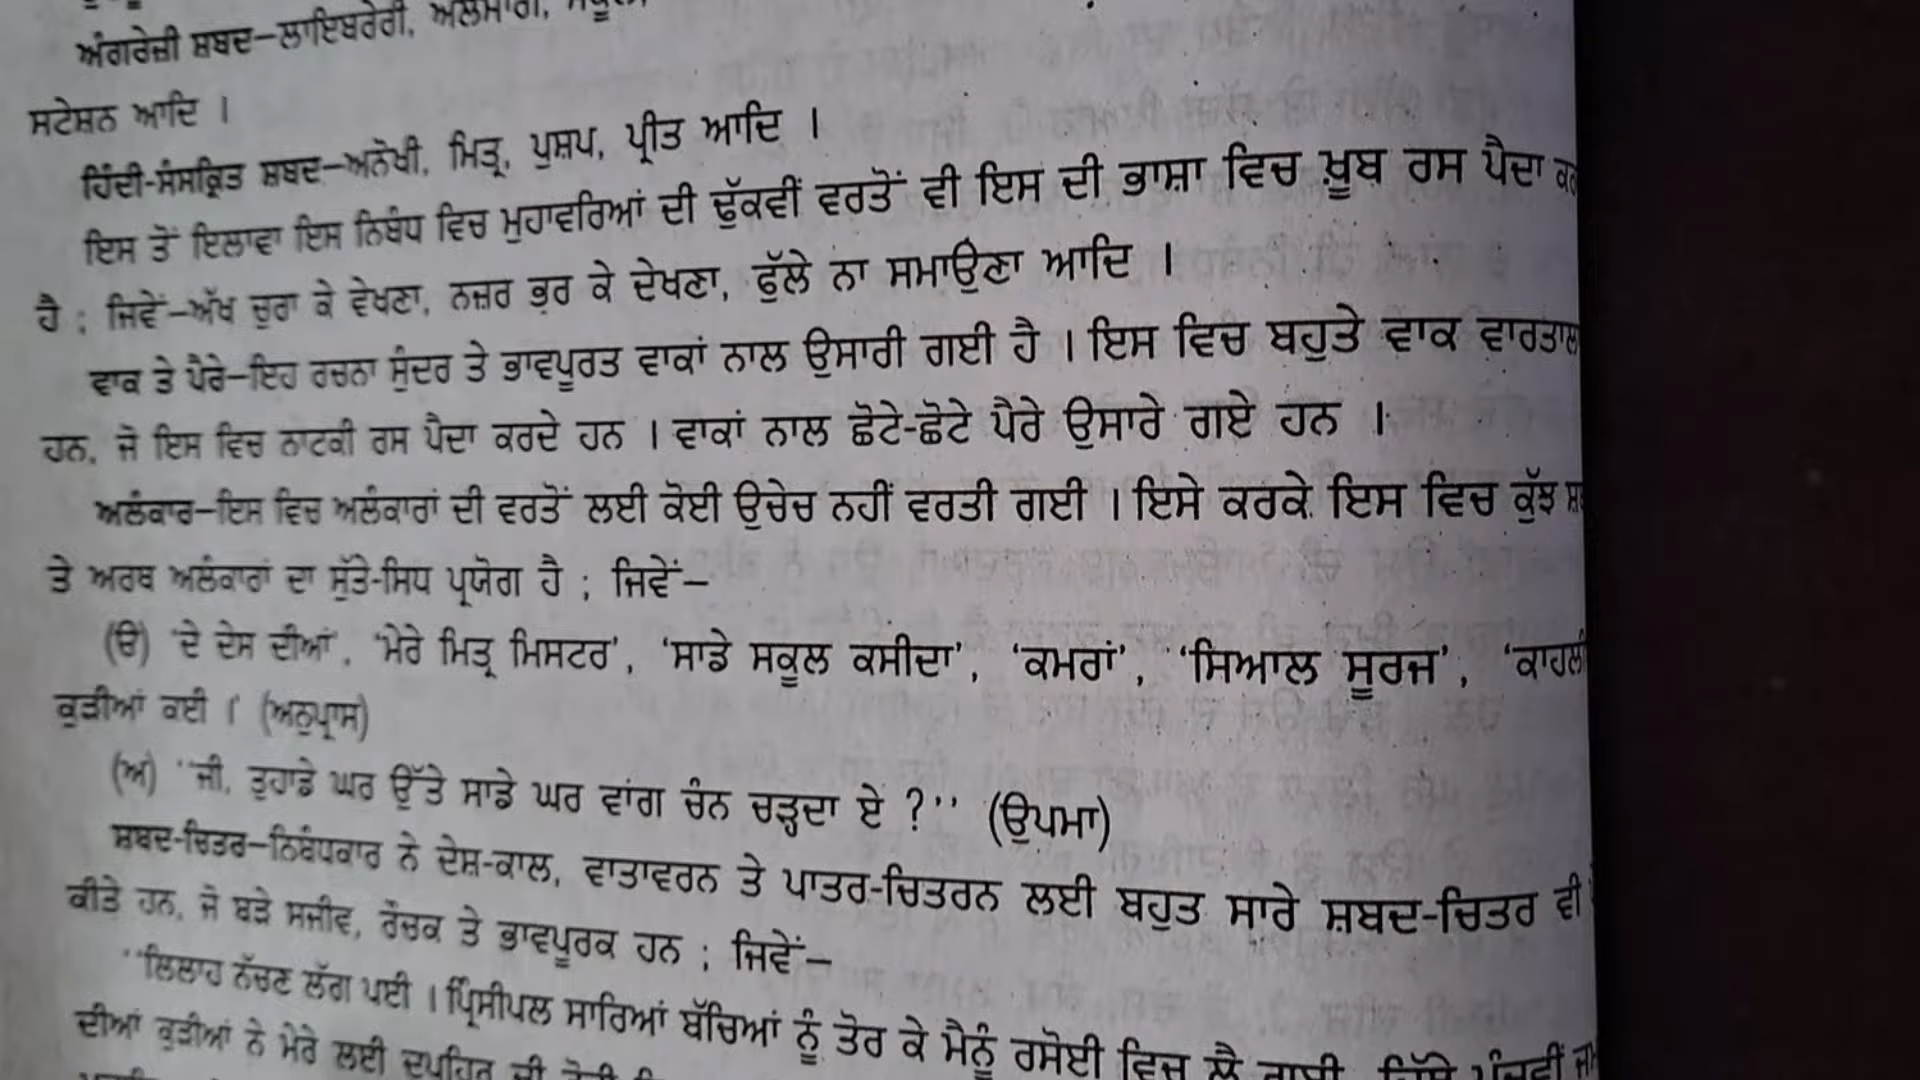 ਅੰਗਰੇਜ਼ੀ ਸ਼ਬਦ–ਲਾਇਬਰੇਰੀ, ਅਲਮਾਰੀ, ਸਕੂਲ
ਸਟੇਸ਼ਨ ਆਦਿ ।
ਹਿੰਦੀ-ਸੰਸਕ੍ਰਿਤ ਸ਼ਬਦ–ਅਨੋਖੀ, ਮਿਤ੍ਰ, ਪੁਸ਼ਪ, ਪ੍ਰੀਤ ਆਦਿ ।
ਇਸ ਤੋਂ ਇਲਾਵਾ ਇਸ ਨਿਬੰਧ ਵਿਚ ਮੁਹਾਵਰਿਆਂ ਦੀ ਢੁੱਕਵੀਂ ਵਰਤੋਂ ਵੀ ਇਸ ਦੀ ਭਾਸ਼ਾ ਵਿਚ ਖ਼ੂਬ ਰਸ ਪੈਦਾ
ਹੈ ; ਜਿਵੇਂ–ਅੱਖ ਚੁਰਾ ਕੇ ਵੇਖਣਾ, ਨਜ਼ਰ ਭਰ ਕੇ ਦੇਖਣਾ, ਫੁੱਲੇ ਨਾ ਸਮਾਉਣਾ ਆਦਿ ।
ਵਾਕ ਤੇ ਪੈਰੇ–ਇਹ ਰਚਨਾ ਸੁੰਦਰ ਤੇ ਭਾਵਪੂਰਤ ਵਾਕਾਂ ਨਾਲ ਉਸਾਰੀ ਗਈ ਹੈ । ਇਸ ਵਿਚ ਬਹੁਤੇ ਵਾਕ
ਹਨ, ਜੋ ਇਸ ਵਿਚ ਨਾਟਕੀ ਰਸ ਪੈਦਾ ਕਰਦੇ ਹਨ । ਵਾਕਾਂ ਨਾਲ ਛੋਟੇ-ਛੋਟੇ ਪੈਰੇ ਉਸਾਰੇ ਗਏ ਹਨ ।
ਅਲੰਕਾਰ–ਇਸ ਵਿਚ ਅਲੰਕਾਰਾਂ ਦੀ ਵਰਤੋਂ ਲਈ ਕੋਈ ਉਚੇਚ ਨਹੀਂ ਵਰਤੀ ਗਈ । ਇਸੇ ਕਰਕੇ ਇਸ ਵਿਚ ਕੁੱਝ
ਤੇ ਅਰਥ ਅਲੰਕਾਰਾਂ ਦਾ ਸੁੱਤੇ-ਸਿਧ ਪ੍ਰਯੋਗ ਹੈ ; ਜਿਵੇਂ–
(ੳ) 'ਦੇ ਦੇਸ ਦੀਆਂ', 'ਮੇਰੇ ਮਿਤ੍ਰ ਮਿਸਟਰ', 'ਸਾਡੇ ਸਕੂਲ ਕਸੀਦਾ', 'ਕਮਰਾਂ', 'ਸਿਆਲ ਸੂਰਜ',
ਕੁੜੀਆਂ ਕਈ । (ਅਨੁਪ੍ਰਾਸ)
(ਅ) ''ਜੀ, ਤੁਹਾਡੇ ਘਰ ਉੱਤੇ ਸਾਡੇ ਘਰ ਵਾਂਗ ਚੰਨ ਚੜ੍ਹਦਾ ਏ ?'' (ਉਪਮਾ)
ਸ਼ਬਦ-ਚਿਤਰ–ਨਿਬੰਧਕਾਰ ਨੇ ਦੇਸ਼-ਕਾਲ, ਵਾਤਾਵਰਨ ਤੇ ਪਾਤਰ-ਚਿਤਰਨ ਲਈ ਬਹੁਤ ਸਾਰੇ ਸ਼ਬਦ-ਚਿਤਰ ਵੀ
ਕੀਤੇ ਹਨ, ਜੋ ਬੜੇ ਸਜੀਵ, ਰੌਚਕ ਤੇ ਭਾਵਪੂਰਕ ਹਨ ; ਜਿਵੇਂ–
''ਲਿਲਾਹ ਨੱਚਣ ਲੱਗ ਪਈ । ਪ੍ਰਿੰਸੀਪਲ ਸਾਰਿਆਂ ਬੱਚਿਆਂ ਨੂੰ ਤੋਰ ਕੇ ਮੈਨੂੰ ਰਸੋਈ ਵਿਚ ਲੈ
ਦੀਆਂ ਕੁੜੀਆਂ ਨੇ ਮੇਰੇ ਲਈ ਦੁਪਹਿਰ ਦੀ